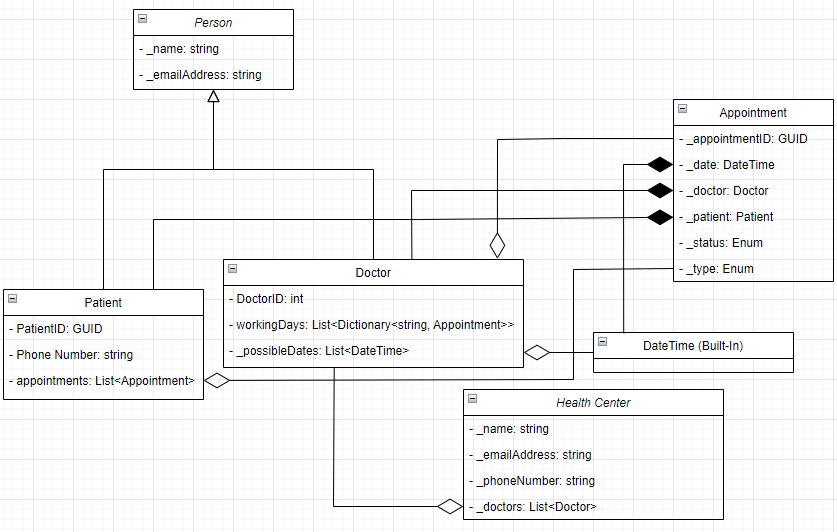 Person
- _name: string
- _emailAddress: string
Appointment
- _appointmentID: GUID
- _date: DateTime
- _doctor: Doctor
- _patient: Patient
- _status: Enum
- _type: Enum
Doctor
- DoctorID: int
- workingDays: List<Dictionary<string, Appointment>>
- _possibleDates: List<DateTime>
Patient
- PatientID: GUID
- Phone Number: string
- appointments: List<Appointment>
DateTime (Built-In)
Health Center
- _name: string
- _emailAddress: string
- _phoneNumber: string
- _doctors: List<Doctor>